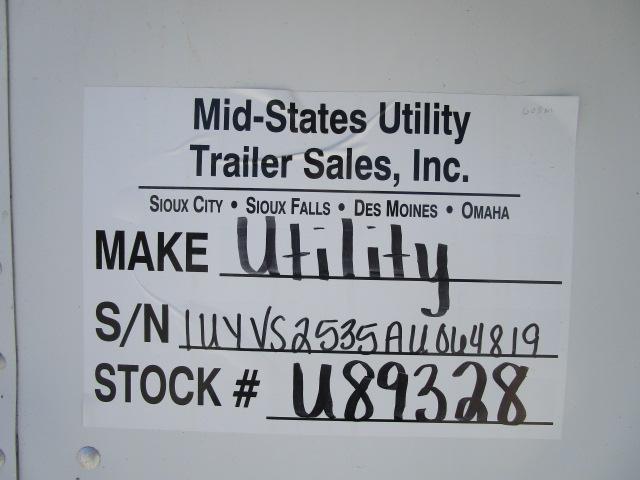 Mid-States Utility
Trailer Sales, Inc.
SIOUX CITY • SIOUX FALLS • DES MOINES • OMAHA
MAKE Utility
S/N 1UYVS2535AU064819
STOCK # U89328